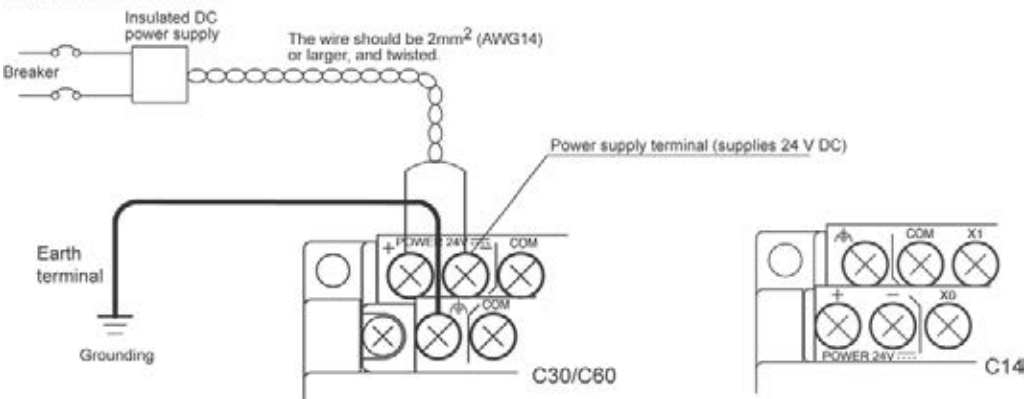 Insulated DC
power supply
The wire should be 2mm2 (AWG14)
or larger, and twisted.
Breaker
Power supply terminal (supplies 24 V DC)
+ POWER 24V − COM
COM
Earth
terminal
Grounding
C30/C60
COM X1
+ − X0
POWER 24V
C14